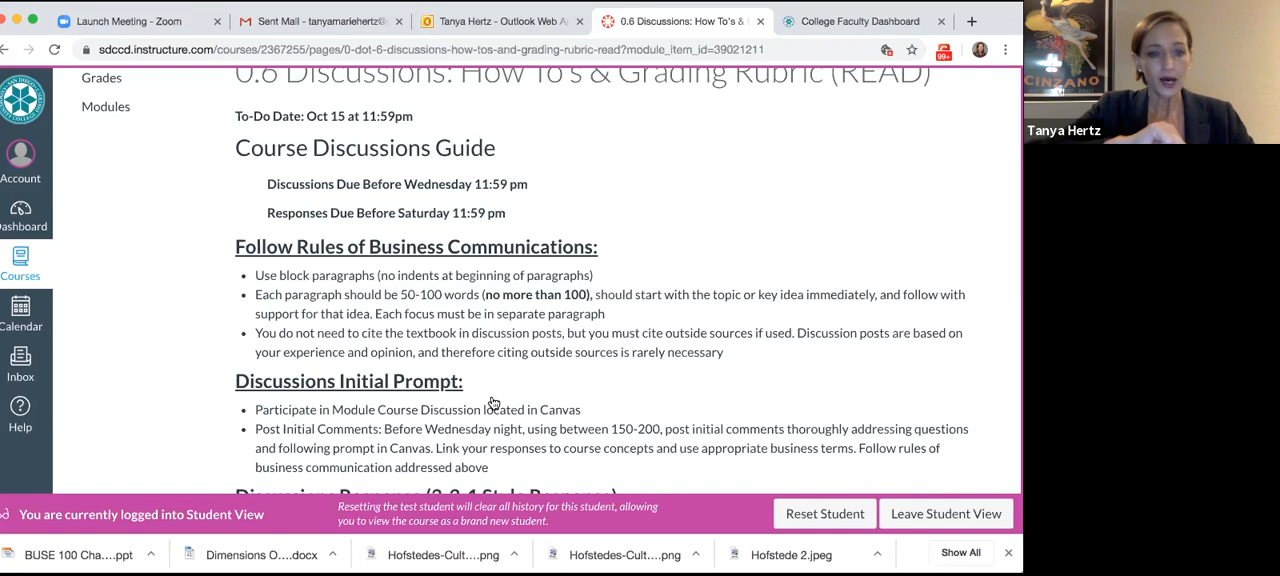 Launch Meeting - Zoom
Sent Mail - tanyamariehertz@
Tanya Hertz - Outlook Web A
0.6 Discussions: How To's &
College Faculty Dashboard
sdccd.instructure.com/courses/2367255/pages/0-dot-6-discussions-how-tos-and-grading-rubric-read?module_item_id=39021211
99+
CINZANO
Tanya Hertz
Grades
Modules
Account
Dashboard
Courses
Calendar
Inbox
Help
0.6 Discussions: How To's & Grading Rubric (READ)
To-Do Date: Oct 15 at 11:59pm
Course Discussions Guide
Discussions Due Before Wednesday 11:59 pm
Responses Due Before Saturday 11:59 pm
Follow Rules of Business Communications:
• Use block paragraphs (no indents at beginning of paragraphs)
• Each paragraph should be 50-100 words (no more than 100), should start with the topic or key idea immediately, and follow with
support for that idea. Each focus must be in separate paragraph
• You do not need to cite the textbook in discussion posts, but you must cite outside sources if used. Discussion posts are based on
your experience and opinion, and therefore citing outside sources is rarely necessary
Discussions Initial Prompt:
• Participate in Module Course Discussion located in Canvas
• Post Initial Comments: Before Wednesday night, using between 150-200, post initial comments thoroughly addressing questions
and following prompt in Canvas. Link your responses to course concepts and use appropriate business terms. Follow rules of
business communication addressed above
You are currently logged into Student View
Resetting the test student will clear all history for this student, allowing
you to view the course as a brand new student.
Reset Student
Leave Student View
BUSE 100 Cha....ppt
Dimensions O....docx
Hofstedes-Cult....png
Hofstedes-Cult....png
Hofstede 2.jpeg
Show All